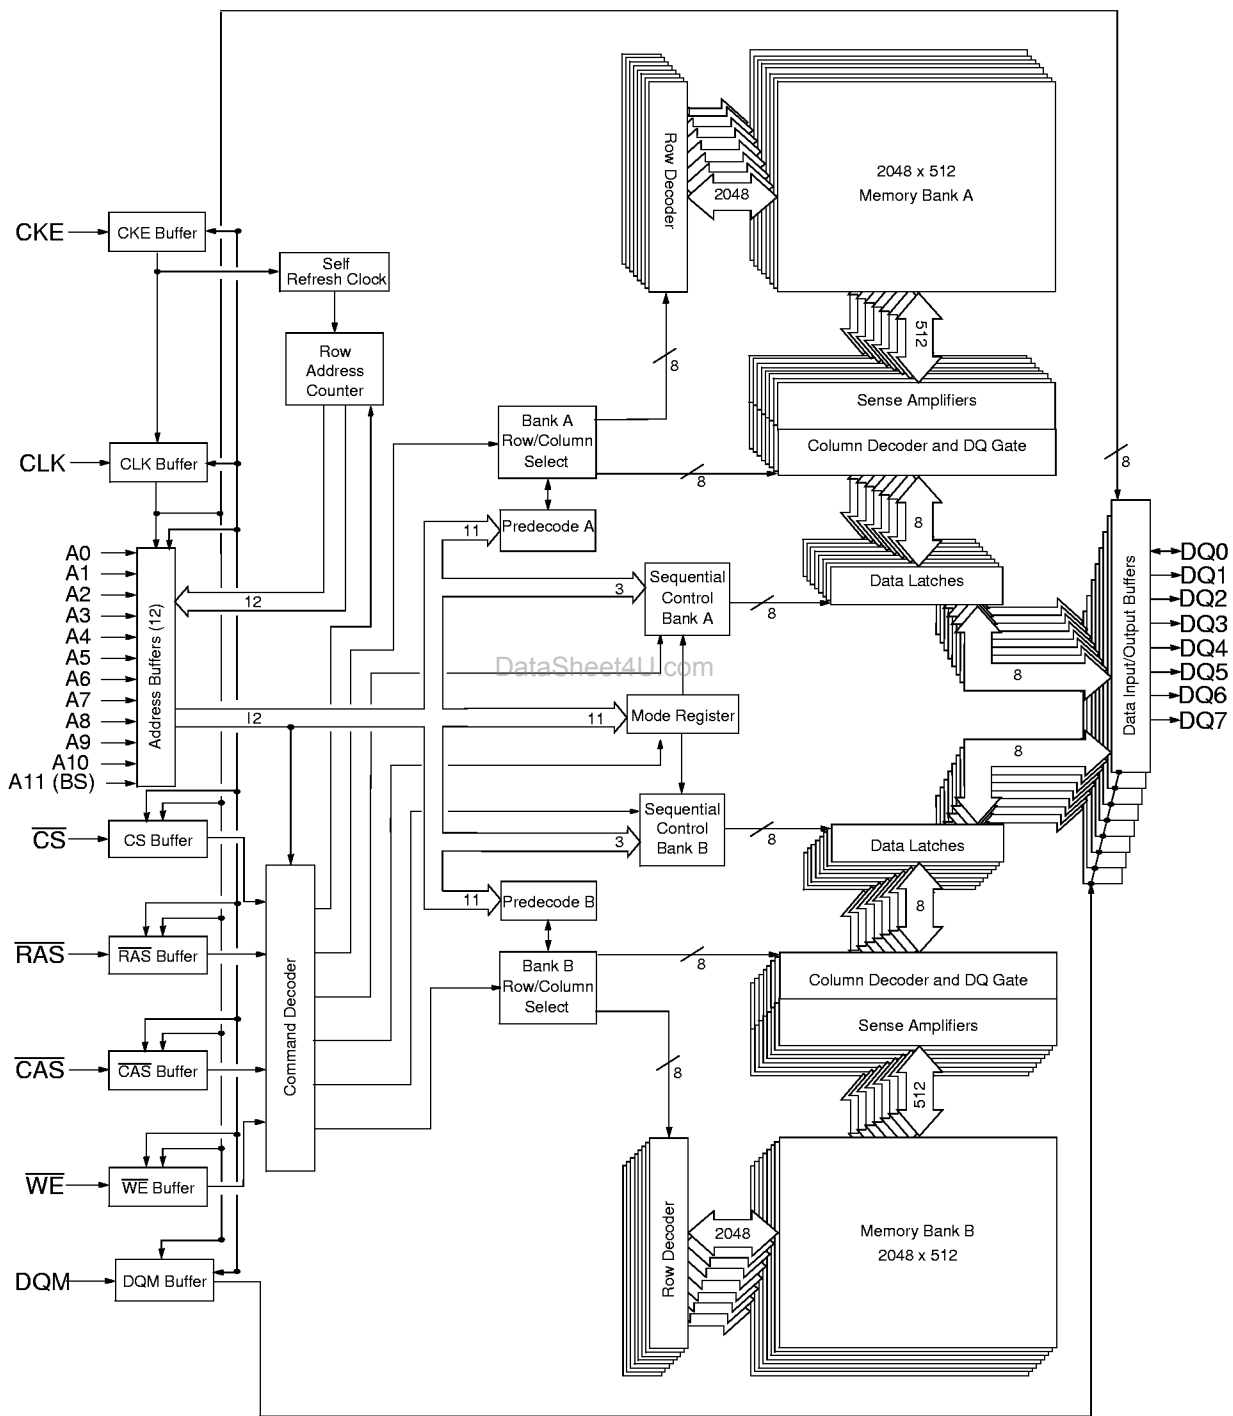 Row Decoder
2048
2048 x 512
Memory Bank A
CKE
CKE Buffer
Self
Refresh Clock
Row
Address
Counter
8
512
Sense Amplifiers
Column Decoder and DQ Gate
Bank A
Row/Column
Select
8
8
CLK
CLK Buffer
8
11
Predecode A
Data Latches
Data Input/Output Buffers
DQ0
DQ1
DQ2
DQ3
DQ4
DQ5
DQ6
DQ7
A0
A1
A2
A3
A4
A5
A6
A7
A8
A9
A10
A11 (BS)
Address Buffers (12)
12
3
Sequential
Control
Bank A
8
DataSheet4U.com
8
I2
11
Mode Register
8
CS
CS Buffer
Sequential
Control
Bank B
3
8
Data Latches
11
Predecode B
8
RAS
RAS Buffer
Command Decoder
Bank B
Row/Column
Select
8
Column Decoder and DQ Gate
Sense Amplifiers
CAS
CAS Buffer
8
512
WE
WE Buffer
Row Decoder
2048
Memory Bank B
2048 x 512
DQM
DQM Buffer